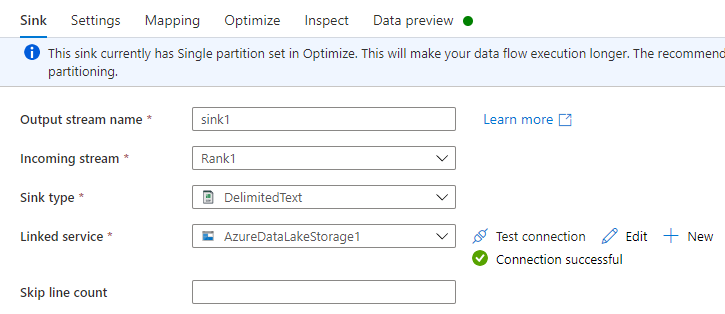 Sink Settings Mapping Optimize Inspect Data preview
This sink currently has Single partition set in Optimize. This will make your data flow execution longer. The recommend
partitioning.
Output stream name * sink1 Learn more
Incoming stream * Rank1
Sink type * DelimitedText
Linked service * AzureDataLakeStorage1 Test connection Edit New
Connection successful
Skip line count